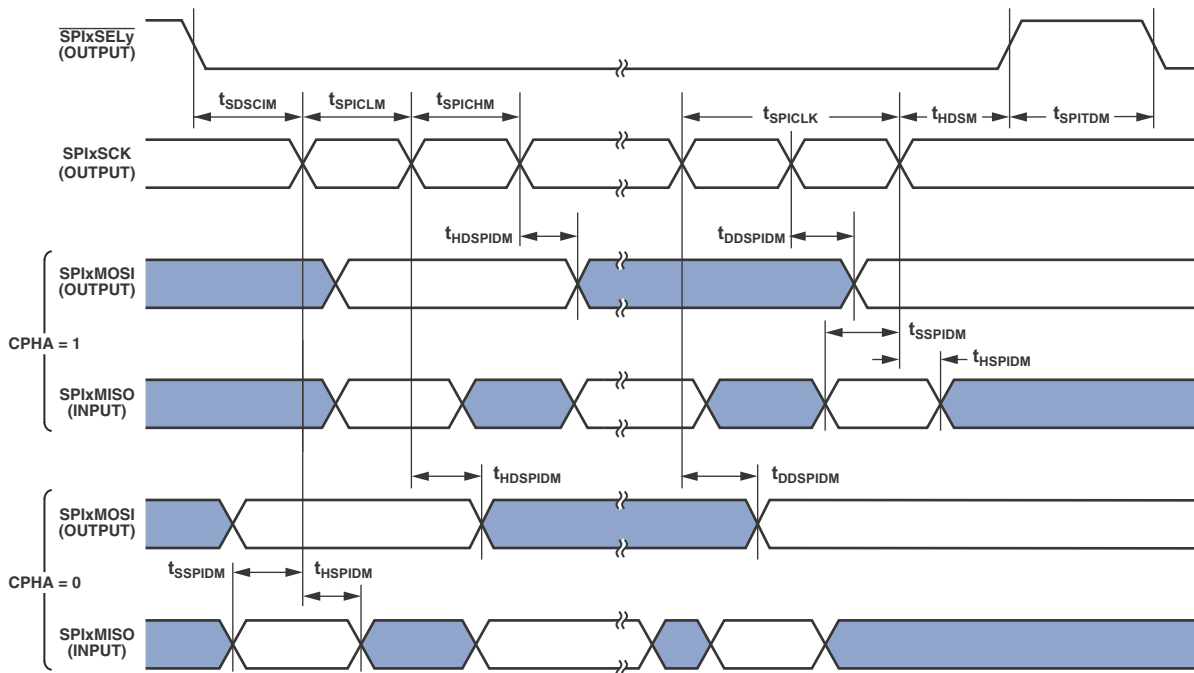 SPIxSELy
(OUTPUT)
tSDSCIM
tSPICLM
tSPICHM
tSPICLK
tHDSM
tSPITDM
SPIxSCK
(OUTPUT)
tHDSPIDM
tDDSPIDM
SPIxMOSI
(OUTPUT)
CPHA = 1
tSSPIDM
tHSPIDM
SPIxMISO
(INPUT)
tHDSPIDM
tDDSPIDM
SPIxMOSI
(OUTPUT)
CPHA = 0
tSSPIDM
tHSPIDM
SPIxMISO
(INPUT)